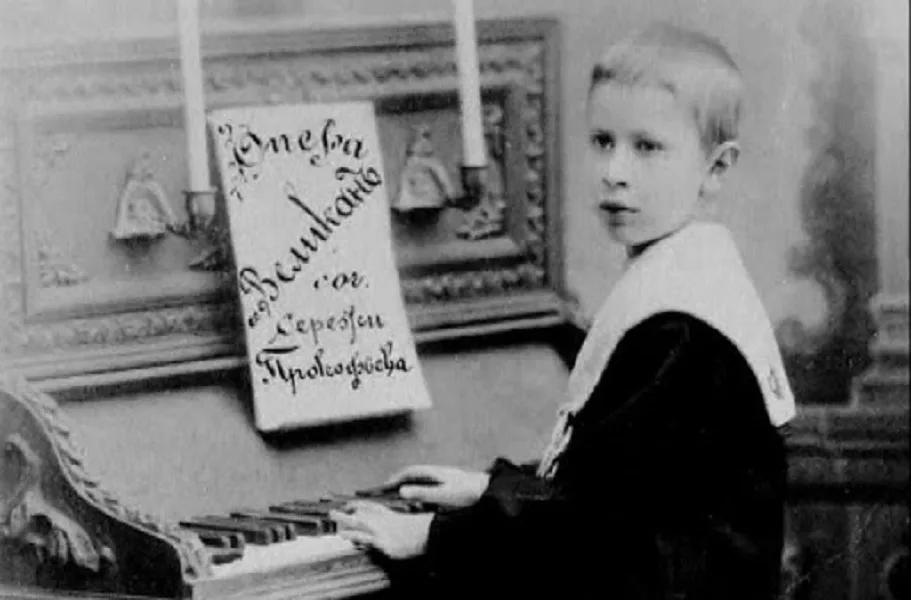 Опера
„Великанъ“
соч.
Сережи
Прокофьева